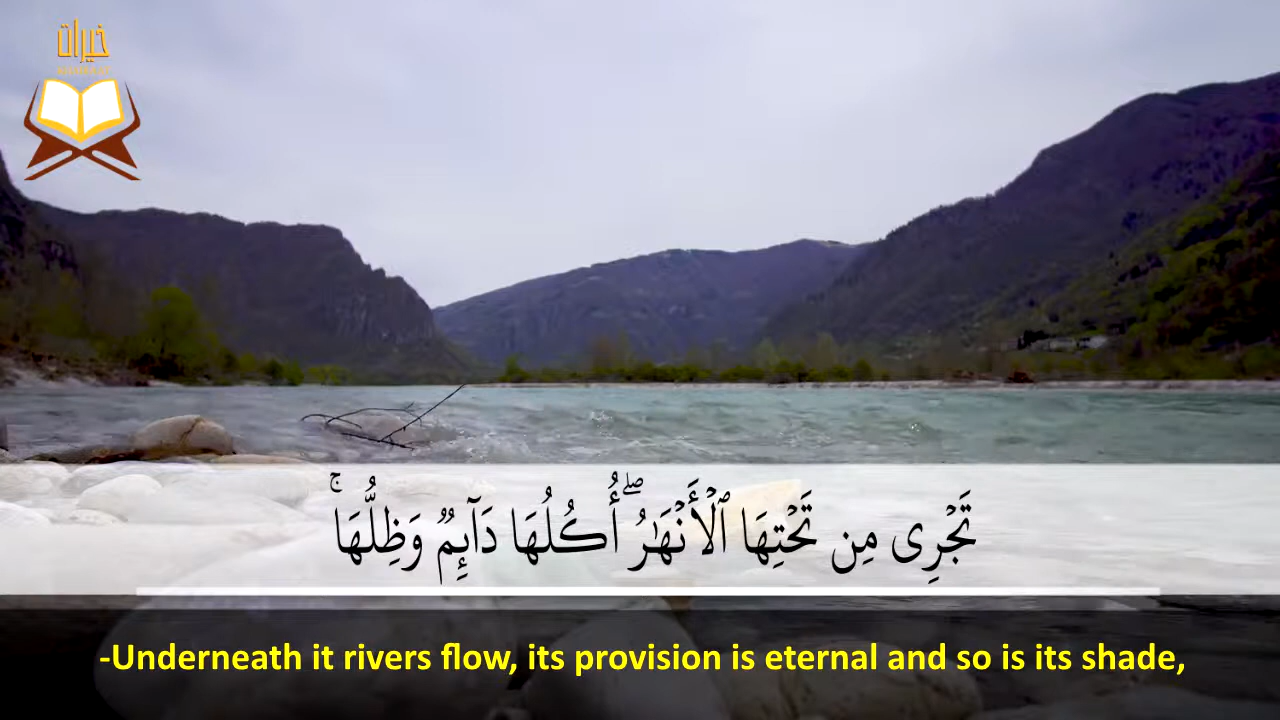 خيرات
تَجْرِى مِن تَحْتِهَا ٱلْأَنْهَٰرُ ۖ أُكُلُهَا دَآئِمٌ وَظِلُّهَا ۚ
-Underneath it rivers flow, its provision is eternal and so is its shade,